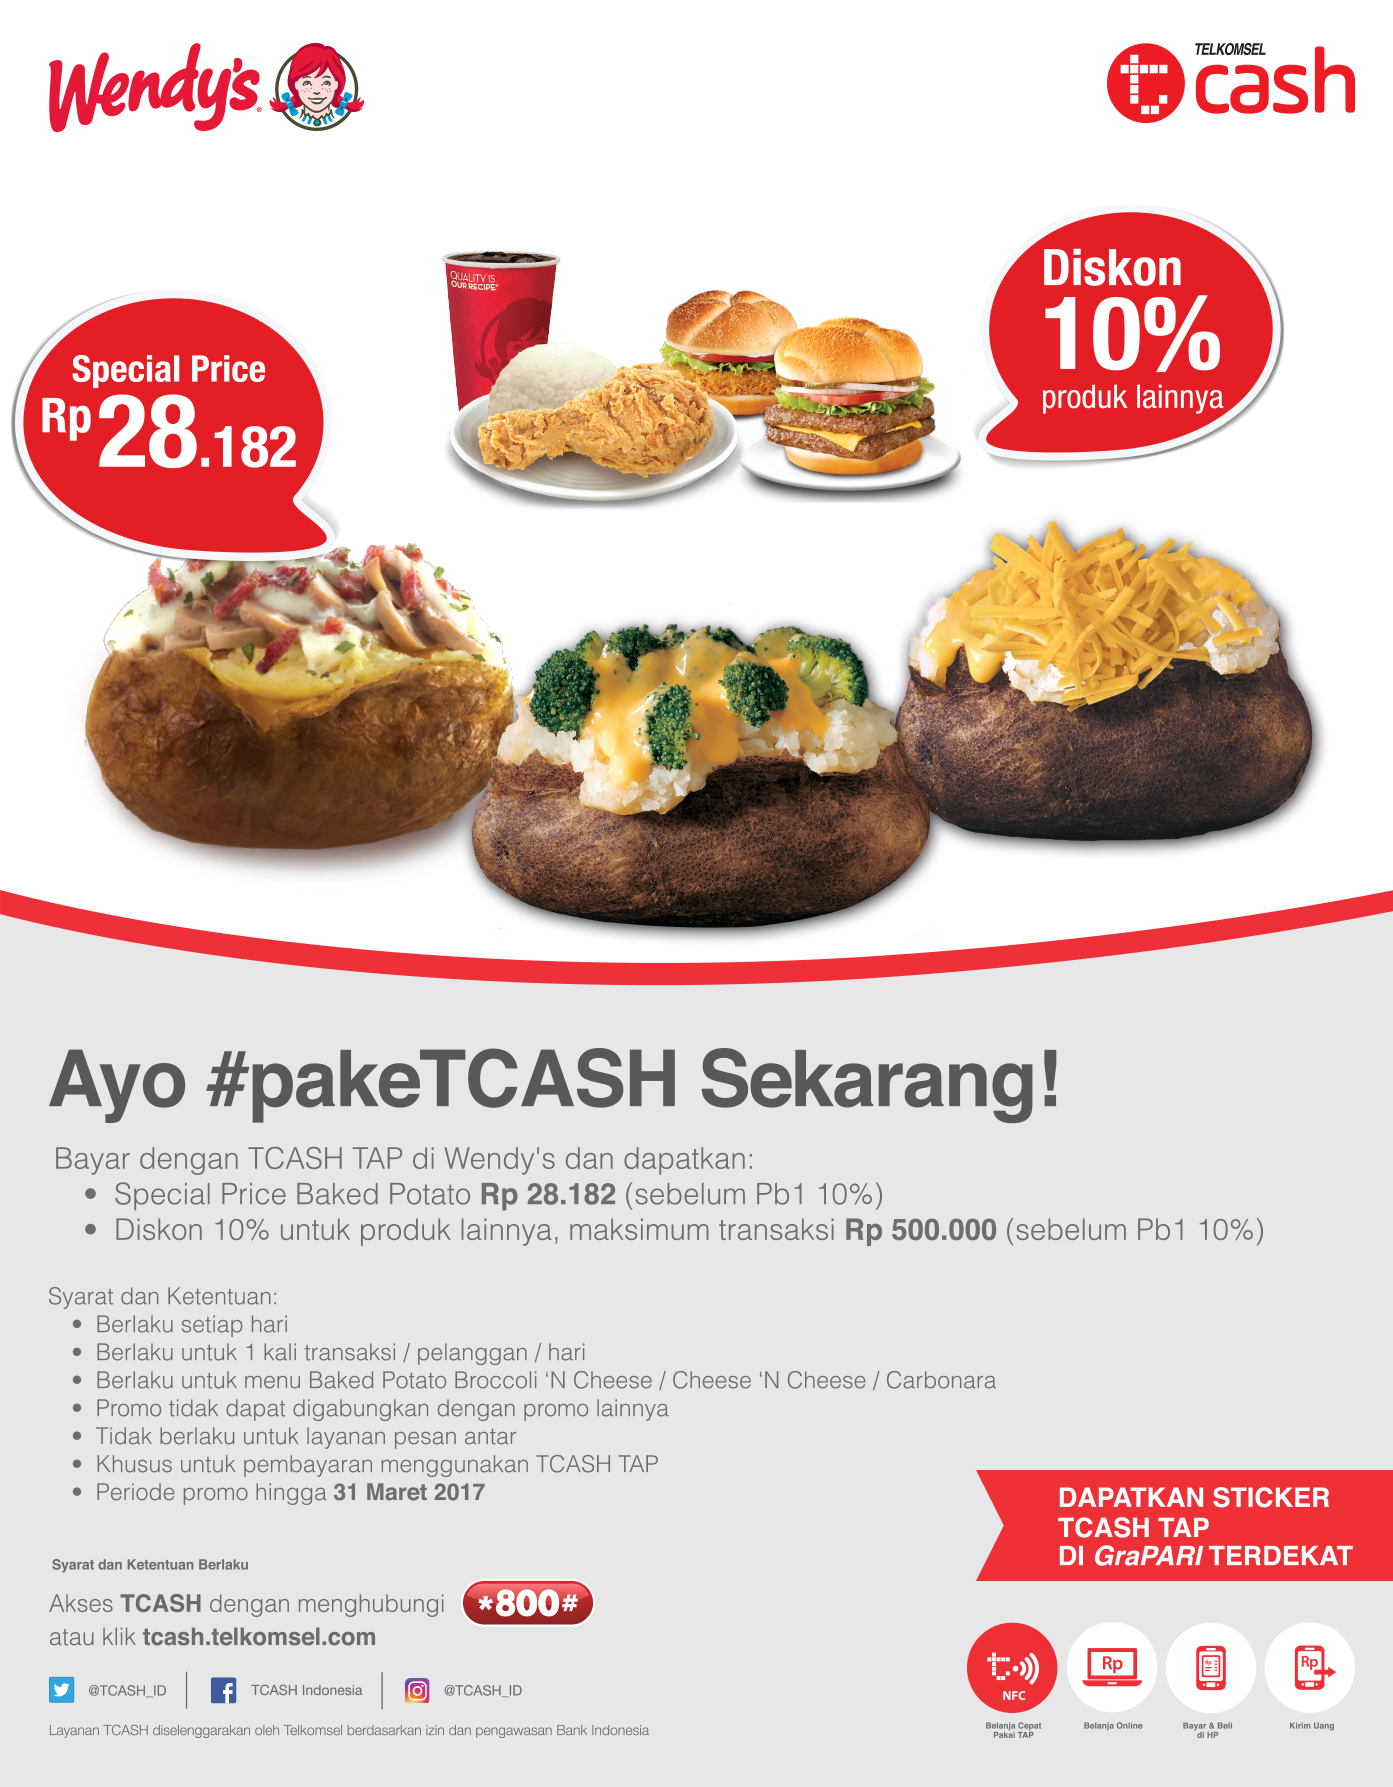 Wendy's
TELKOMSEL
t cash
QUALITY IS
OUR RECIPE
Special Price
Rp 28.182
Diskon
10%
produk lainnya
Ayo #pakeTCASH Sekarang!
Bayar dengan TCASH TAP di Wendy's dan dapatkan:
• Special Price Baked Potato Rp 28.182 (sebelum Pb1 10%)
• Diskon 10% untuk produk lainnya, maksimum transaksi Rp 500.000 (sebelum Pb1 10%)
Syarat dan Ketentuan:
• Berlaku setiap hari
• Berlaku untuk 1 kali transaksi / pelanggan / hari
• Berlaku untuk menu Baked Potato Broccoli ‘N Cheese / Cheese ‘N Cheese / Carbonara
• Promo tidak dapat digabungkan dengan promo lainnya
• Tidak berlaku untuk layanan pesan antar
• Khusus untuk pembayaran menggunakan TCASH TAP
• Periode promo hingga 31 Maret 2017
DAPATKAN STICKER
TCASH TAP
DI GraPARI TERDEKAT
Syarat dan Ketentuan Berlaku
Akses TCASH dengan menghubungi *800#
atau klik tcash.telkomsel.com
@TCASH_ID | TCASH Indonesia | @TCASH_ID
Layanan TCASH diselenggarakan oleh Telkomsel berdasarkan izin dan pengawasan Bank Indonesia
t
NFC
Belanja Cepat
Pakai TAP
Rp
Belanja Online
Rp
Bayar & Beli
di HP
Rp
Kirim Uang